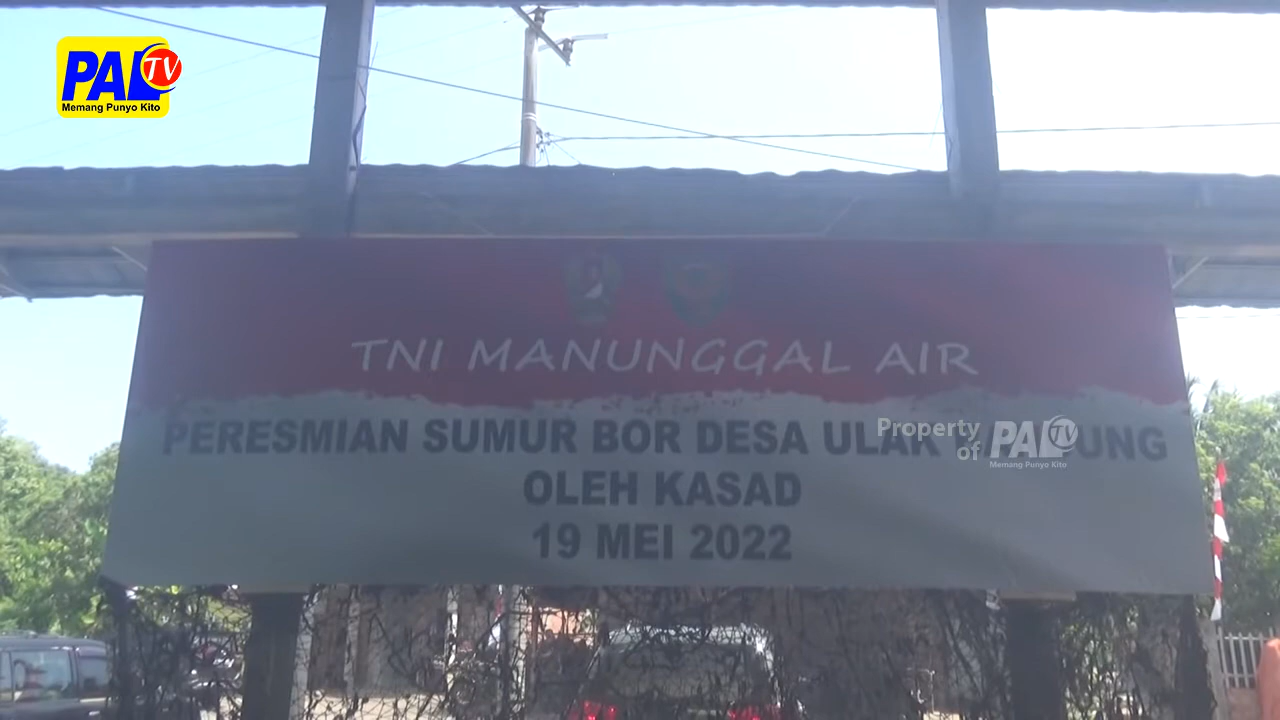 PAL TV
Memang Punyo Kito
TNI MANUNGGAL AIR
PERESMIAN SUMUR BOR DESA ULAK
OLEH KASAD
19 MEI 2022
Property of PAL TV
Memang Punyo Kito